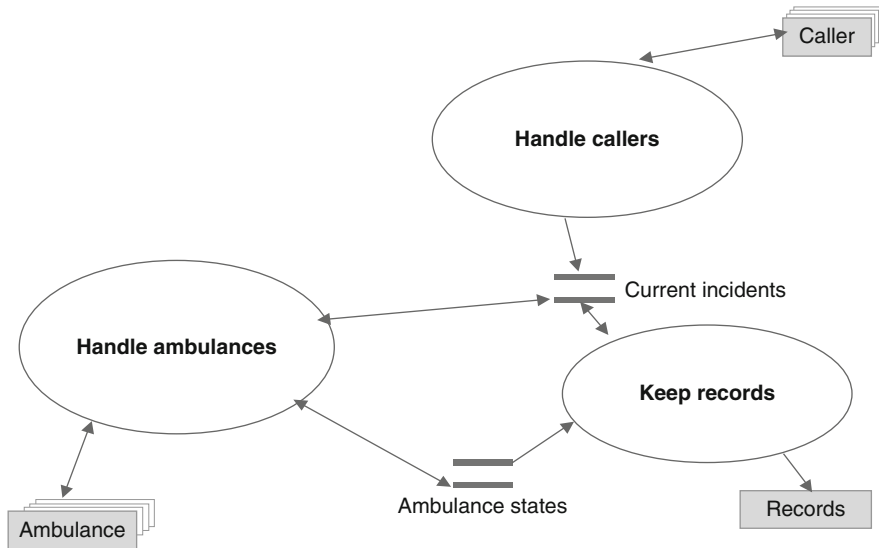 Caller
Handle callers
Current incidents
Handle ambulances
Keep records
Ambulance states
Records
Ambulance